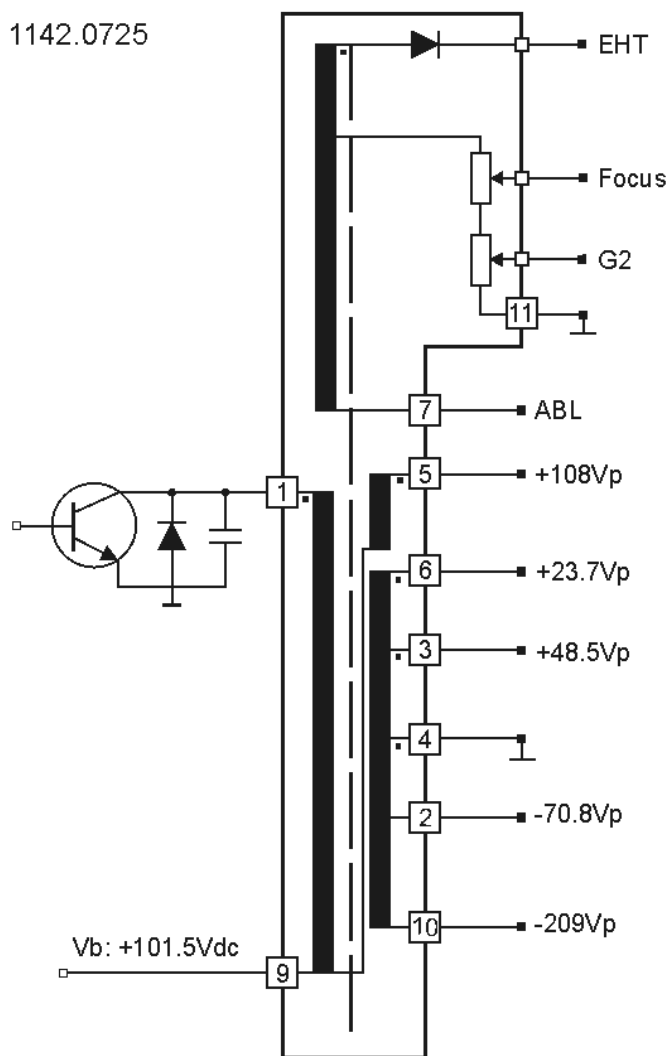 1142.0725
EHT
Focus
G2
11
7
ABL
5
+108Vp
1
6
+23.7Vp
3
+48.5Vp
4
2
-70.8Vp
10
-209Vp
Vb: +101.5Vdc
9